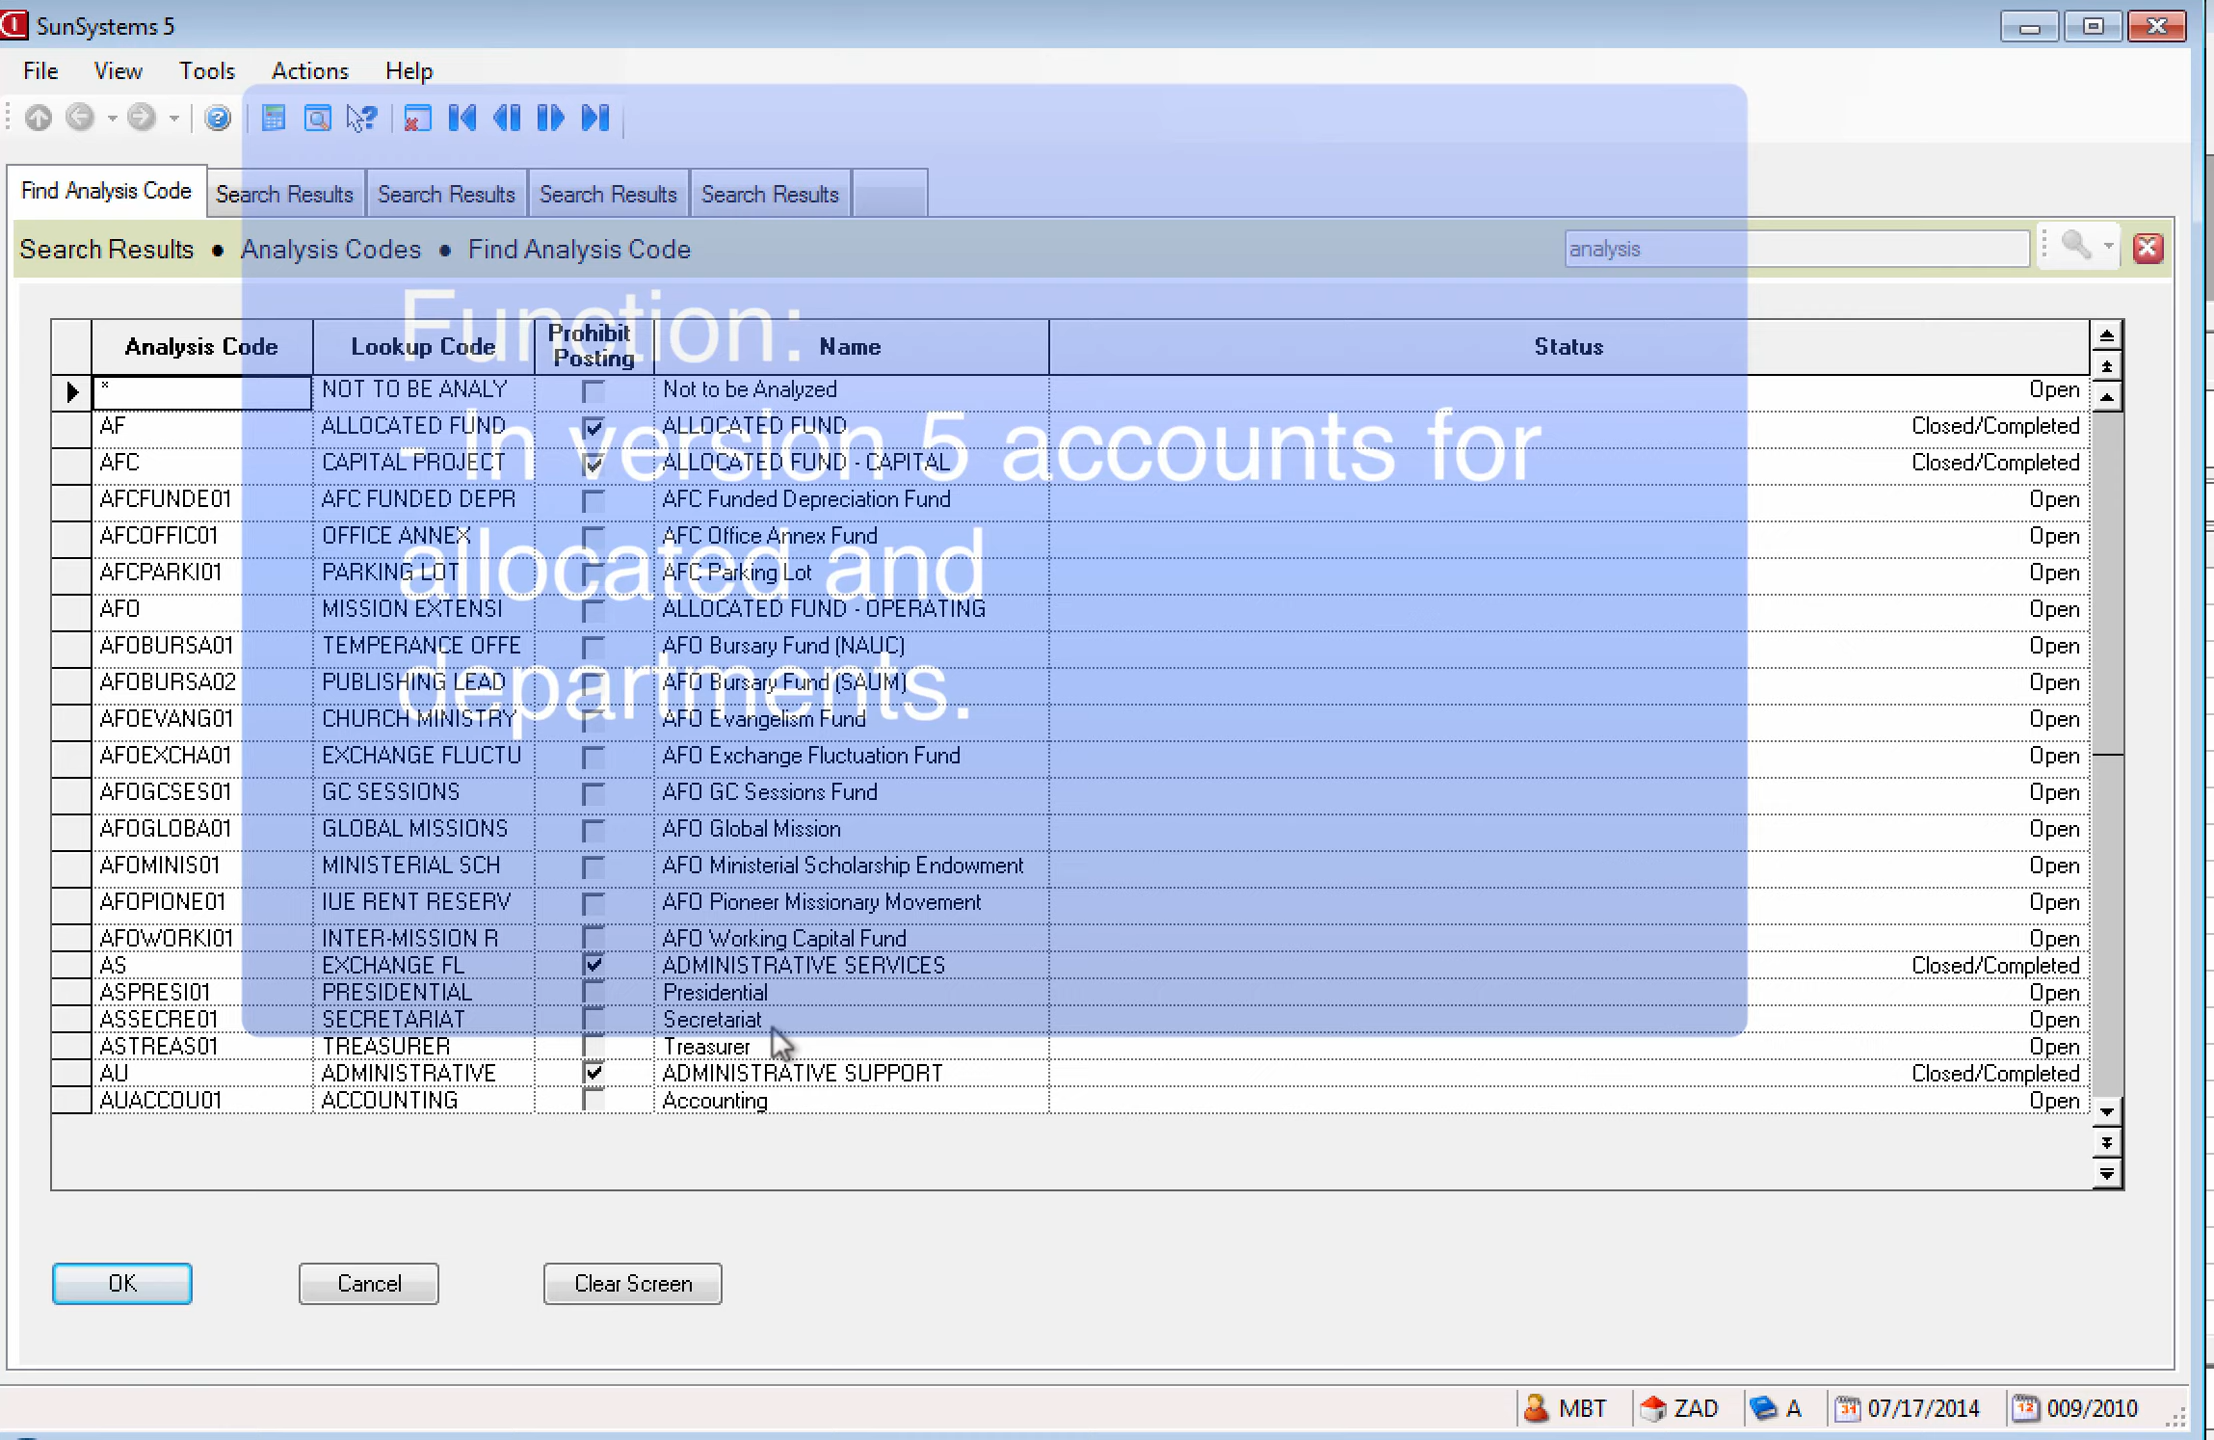 SunSystems 5
File View Tools Actions Help
Find Analysis Code Search Results Search Results Search Results Search Results
Search Results • Analysis Codes • Find Analysis Code analysis
Function:
- In version 5 accounts for
allocated and
departments.
Analysis Code Lookup Code Prohibit Posting Name Status
* NOT TO BE ANALY Not to be Analyzed Open
AF ALLOCATED FUND ALLOCATED FUND Closed/Completed
AFC CAPITAL PROJECT ALLOCATED FUND - CAPITAL Closed/Completed
AFCFUNDE01 AFC FUNDED DEPR AFC Funded Depreciation Fund Open
AFCOFFIC01 OFFICE ANNEX AFC Office Annex Fund Open
AFCPARKI01 PARKING LOT AFC Parking Lot Open
AFO MISSION EXTENSI ALLOCATED FUND - OPERATING Open
AFOBURSA01 TEMPERANCE OFFE AFO Bursary Fund (NAUC) Open
AFOBURSA02 PUBLISHING LEAD AFO Bursary Fund (SAUM) Open
AFOEVANG01 CHURCH MINISTRY AFO Evangelism Fund Open
AFOEXCHA01 EXCHANGE FLUCTU AFO Exchange Fluctuation Fund Open
AFOGCSES01 GC SESSIONS AFO GC Sessions Fund Open
AFOGLOBA01 GLOBAL MISSIONS AFO Global Mission Open
AFOMINIS01 MINISTERIAL SCH AFO Ministerial Scholarship Endowment Open
AFOPIONE01 IUE RENT RESERV AFO Pioneer Missionary Movement Open
AFOWORKI01 INTER-MISSION R AFO Working Capital Fund Open
AS EXCHANGE FL ADMINISTRATIVE SERVICES Closed/Completed
ASPRESI01 PRESIDENTIAL Presidential Open
ASSECRE01 SECRETARIAT Secretariat Open
ASTREAS01 TREASURER Treasurer Open
AU ADMINISTRATIVE ADMINISTRATIVE SUPPORT Closed/Completed
AUACCOU01 ACCOUNTING Accounting Open
OK Cancel Clear Screen
MBT ZAD A 07/17/2014 009/2010